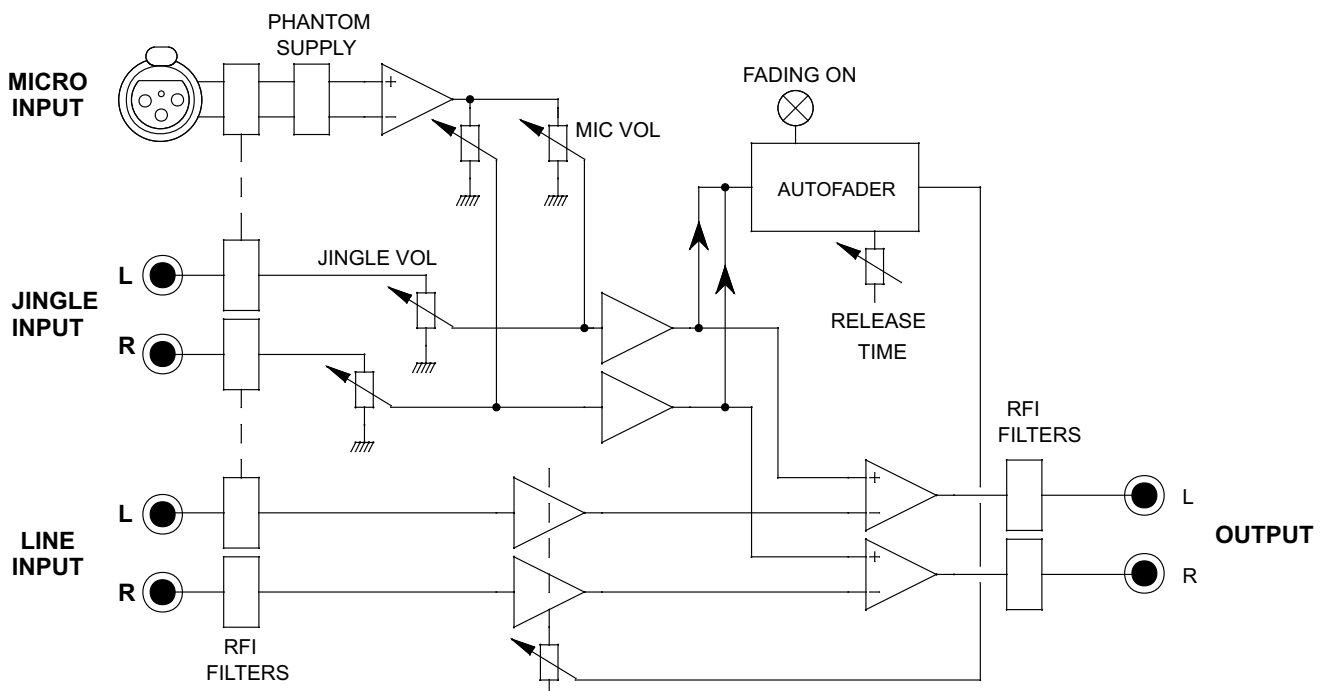 PHANTOM
SUPPLY
MICRO
INPUT
+
−
MIC VOL
FADING ON
AUTOFADER
RELEASE
TIME
JINGLE VOL
JINGLE
INPUT
L
R
LINE
INPUT
L
R
RFI
FILTERS
+
−
+
−
RFI
FILTERS
L
R
OUTPUT